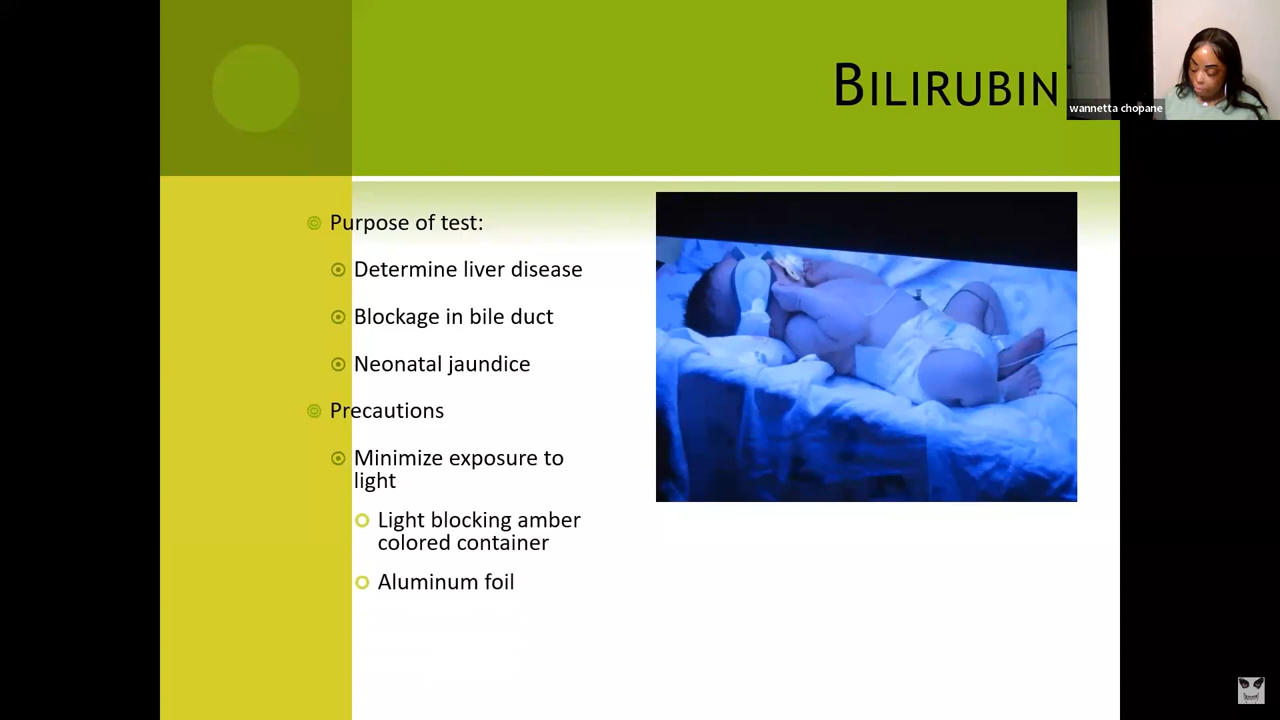 BILIRUBIN
wannetta chopane
Purpose of test:
Determine liver disease
Blockage in bile duct
Neonatal jaundice
Precautions
Minimize exposure to
light
Light blocking amber
colored container
Aluminum foil